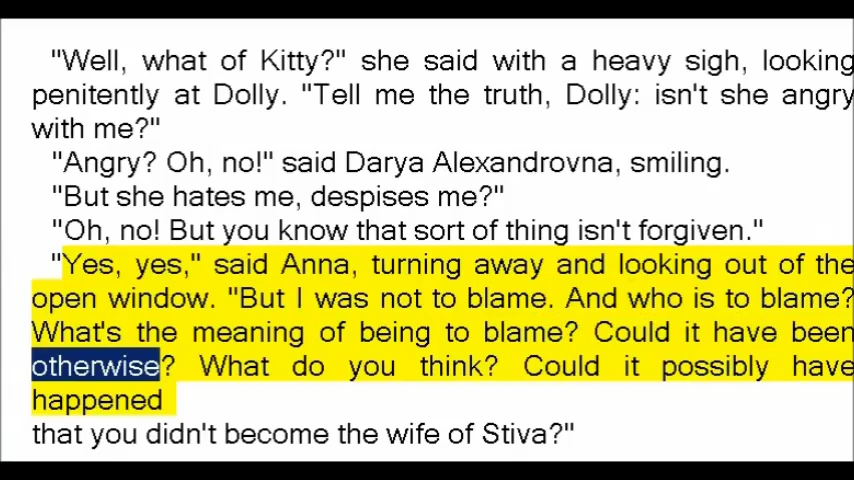 "Well, what of Kitty?" she said with a heavy sigh, looking
penitently at Dolly. "Tell me the truth, Dolly: isn't she angry
with me?"
"Angry? Oh, no!" said Darya Alexandrovna, smiling.
"But she hates me, despises me?"
"Oh, no! But you know that sort of thing isn't forgiven."
"Yes, yes," said Anna, turning away and looking out of the
open window. "But I was not to blame. And who is to blame?
What's the meaning of being to blame? Could it have been
otherwise? What do you think? Could it possibly have
happened
that you didn't become the wife of Stiva?"